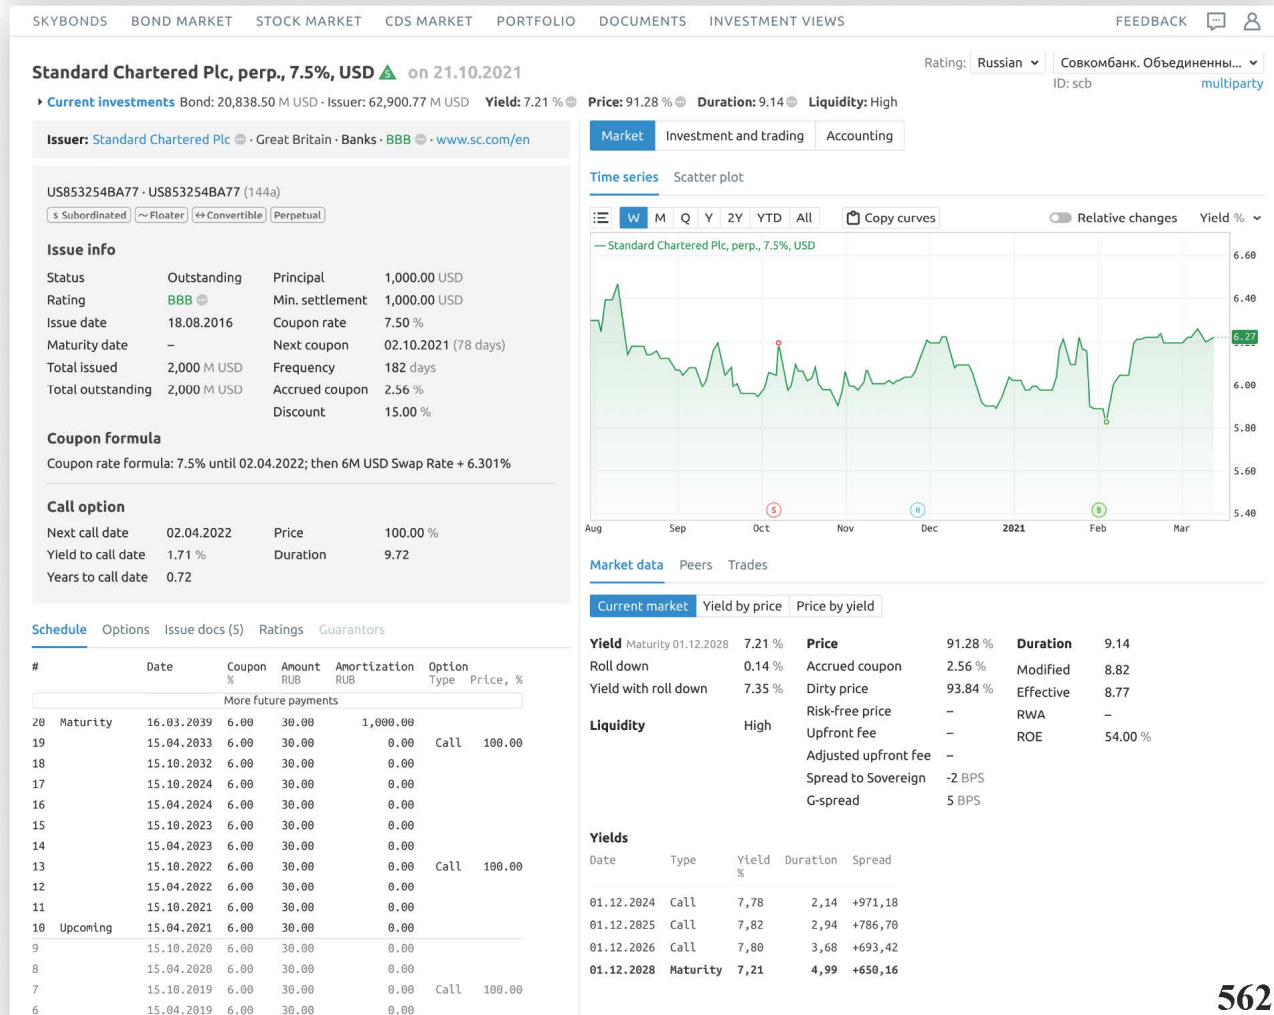 SKYBONDS BOND MARKET STOCK MARKET CDS MARKET PORTFOLIO DOCUMENTS INVESTMENT VIEWS FEEDBACK
Standard Chartered Plc, perp., 7.5%, USD S on 21.10.2021
Rating: Russian Совкомбанк. Объединенны...
ID: scb multiparty
Current investments Bond: 20,838.50 M USD · Issuer: 62,900.77 M USD Yield: 7.21 % Price: 91.28 % Duration: 9.14 Liquidity: High
Issuer: Standard Chartered Plc · Great Britain · Banks · BBB · www.sc.com/en
US853254BA77 · US853254BA77 (144a)
s Subordinated Floater Convertible Perpetual
Issue info
Status Outstanding Principal 1,000.00 USD
Rating BBB Min. settlement 1,000.00 USD
Issue date 18.08.2016 Coupon rate 7.50 %
Maturity date – Next coupon 02.10.2021 (78 days)
Total issued 2,000 M USD Frequency 182 days
Total outstanding 2,000 M USD Accrued coupon 2.56 %
Discount 15.00 %
Coupon formula
Coupon rate formula: 7.5% until 02.04.2022; then 6M USD Swap Rate + 6.301%
Call option
Next call date 02.04.2022 Price 100.00 %
Yield to call date 1.71 % Duration 9.72
Years to call date 0.72
Schedule Options Issue docs (5) Ratings Guarantors
# Date Coupon Amount Amortization Option
% RUB RUB Type Price, %
More future payments
20 Maturity 16.03.2039 6.00 30.00 1,000.00
19 15.04.2033 6.00 30.00 0.00 Call 100.00
18 15.10.2032 6.00 30.00 0.00
17 15.10.2024 6.00 30.00 0.00
16 15.04.2024 6.00 30.00 0.00
15 15.10.2023 6.00 30.00 0.00
14 15.04.2023 6.00 30.00 0.00
13 15.10.2022 6.00 30.00 0.00 Call 100.00
12 15.04.2022 6.00 30.00 0.00
11 15.10.2021 6.00 30.00 0.00
10 Upcoming 15.04.2021 6.00 30.00 0.00
9 15.10.2020 6.00 30.00 0.00
8 15.04.2020 6.00 30.00 0.00
7 15.10.2019 6.00 30.00 0.00 Call 100.00
6 15.04.2019 6.00 30.00 0.00
Market Investment and trading Accounting
Time series Scatter plot
W M Q Y 2Y YTD All Copy curves Relative changes Yield %
Standard Chartered Plc, perp., 7.5%, USD
6.60
6.40
6.27
6.00
5.80
5.60
5.40
S H B
Aug Sep Oct Nov Dec 2021 Feb Mar
Market data Peers Trades
Current market Yield by price Price by yield
Yield Maturity 01.12.2028 7.21 % Price 91.28 % Duration 9.14
Roll down 0.14 % Accrued coupon 2.56 % Modified 8.82
Yield with roll down 7.35 % Dirty price 93.84 % Effective 8.77
Risk-free price – RWA –
Liquidity High Upfront fee – ROE 54.00 %
Adjusted upfront fee –
Spread to Sovereign -2 BPS
G-spread 5 BPS
Yields
Date Type Yield Duration Spread
%
01.12.2024 Call 7,78 2,14 +971,18
01.12.2025 Call 7,82 2,94 +786,70
01.12.2026 Call 7,80 3,68 +693,42
01.12.2028 Maturity 7,21 4,99 +650,16
562